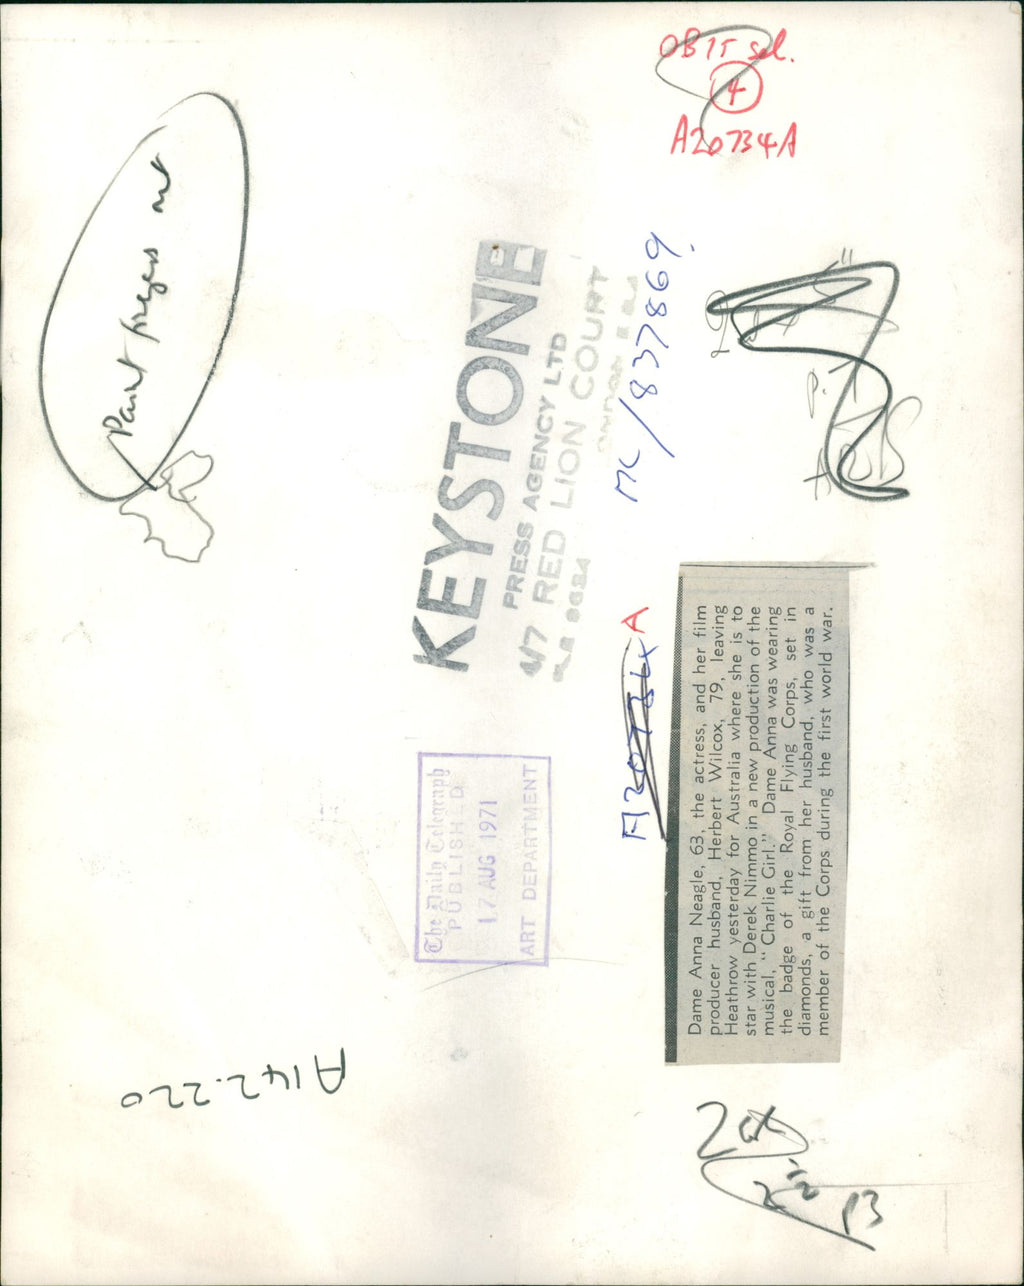 OBIT sel.
4
A20734A
Paint fingers out
KEYSTONE
PRESS AGENCY LTD
4/7 RED LION COURT
MC/837869.
A
The Daily Telegraph
PUBLISHED
17 AUG 1971
ART DEPARTMENT
Dame Anna Neagle, 63, the actress, and her film
producer husband, Herbert Wilcox, 79, leaving
Heathrow yesterday for Australia where she is to
star with Derek Nimmo in a new production of the
musical, “ Charlie Girl.” Dame Anna was wearing
the badge of the Royal Flying Corps, set in
diamonds, a gift from her husband, who was a
member of the Corps during the first world war.
A142.220
P3